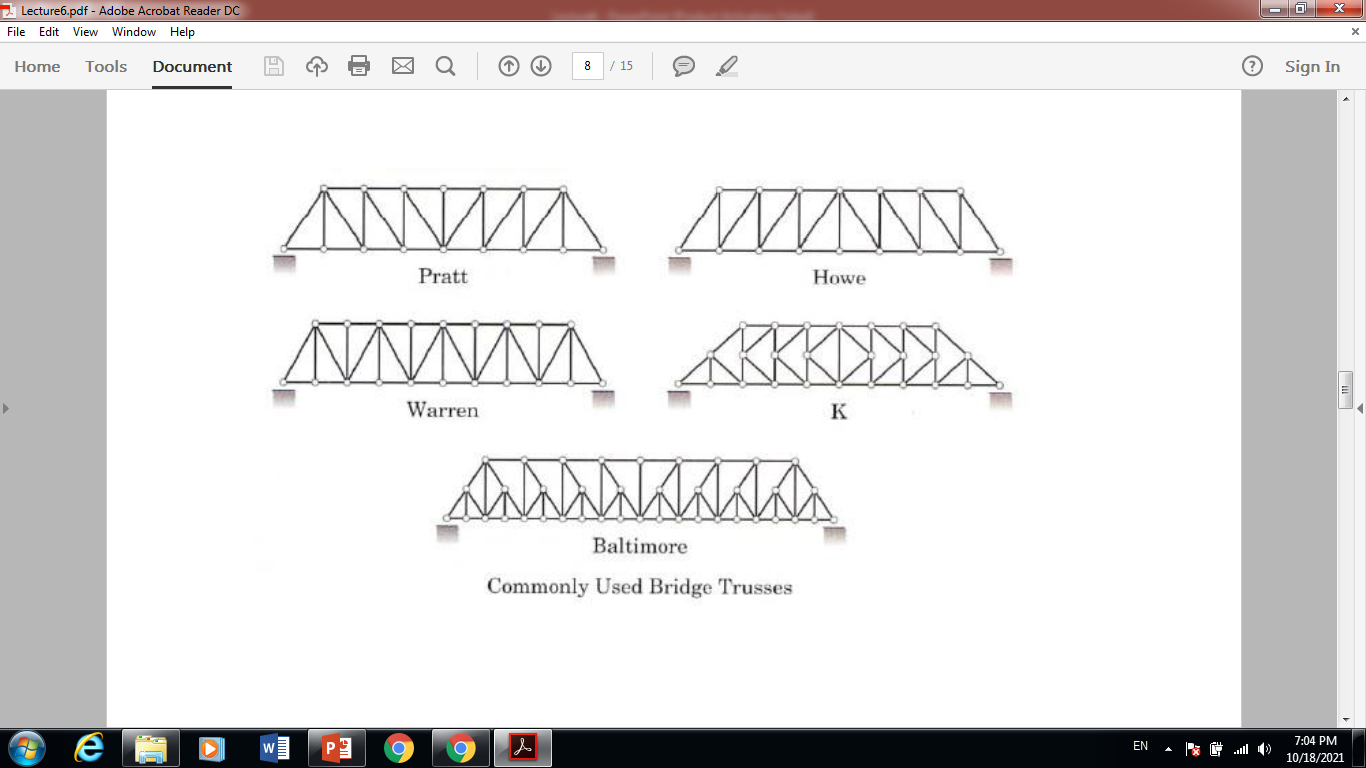 Lecture6.pdf - Adobe Acrobat Reader DC
File Edit View Window Help
Home Tools Document 8 / 15 Sign In
Pratt Howe
Warren K
Baltimore
Commonly Used Bridge Trusses
EN 7:04 PM
10/18/2021